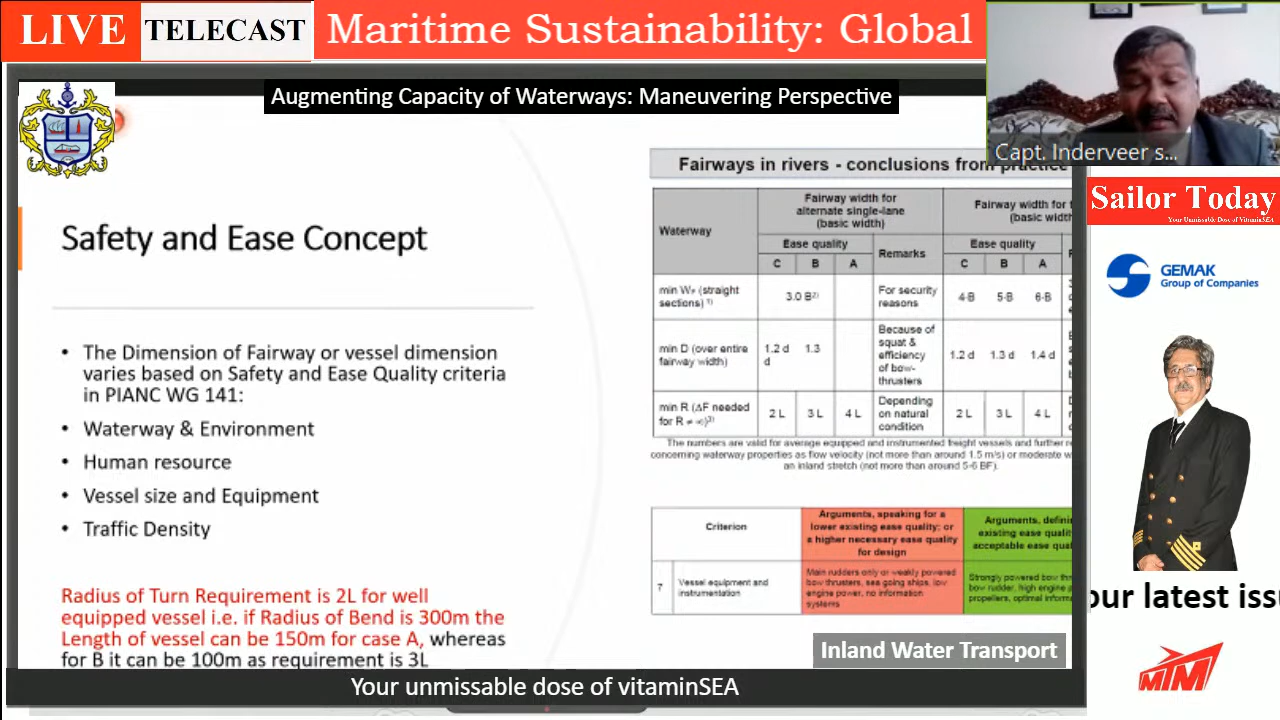 LIVE TELECAST Maritime Sustainability: Global
Augmenting Capacity of Waterways: Maneuvering Perspective
Capt. Inderveer s...
Safety and Ease Concept
• The Dimension of Fairway or vessel dimension
varies based on Safety and Ease Quality criteria
in PIANC WG 141:
• Waterway & Environment
• Human resource
• Vessel size and Equipment
• Traffic Density
Radius of Turn Requirement is 2L for well
equipped vessel i.e. if Radius of Bend is 300m the
Length of vessel can be 150m for case A, whereas
for B it can be 100m as requirement is 3L
Fairways in rivers - conclusions from practice
Waterway
Fairway width for
alternate single-lane
(basic width)
Fairway width for
(basic width
Ease quality
Remarks
Ease quality
C B A
C B A
min W (straight
sections) 1)
3.0 B2)
For security
reasons
4·B 5·B 6·B
min D (over entire
fairway width)
1.2 d
d
1.3
Because of
squat &
efficiency
of bow-
thrusters
1.2 d 1.3 d 1.4 d
min R (ΔF needed
for R ≠ ∞)
2 L 3 L 4 L
Depending
on natural
condition
2 L 3 L 4 L
The numbers are valid for average equipped and instrumented freight vessels and further
concerning waterway properties as flow velocity (not more than around 1.5 m/s) or moderate
an inland stretch (not more than around 5-6 BF).
Criterion
Arguments, speaking for a
lower existing ease quality; or
a higher necessary ease quality
for design
Arguments,
existing ease
acceptable ease
7
Vessel equipment and
instrumentation
Main rudders only or weakly powered
bow thrusters, sea going ships, low
engine power, no information
systems
Strongly powered bow
bow rudder, high engine
propellers, optimal
Inland Water Transport
Your unmissable dose of vitaminSEA
Sailor Today
Your Unmissable Dose of VitaminSEA
GEMAK
Group of Companies
our latest
MTM